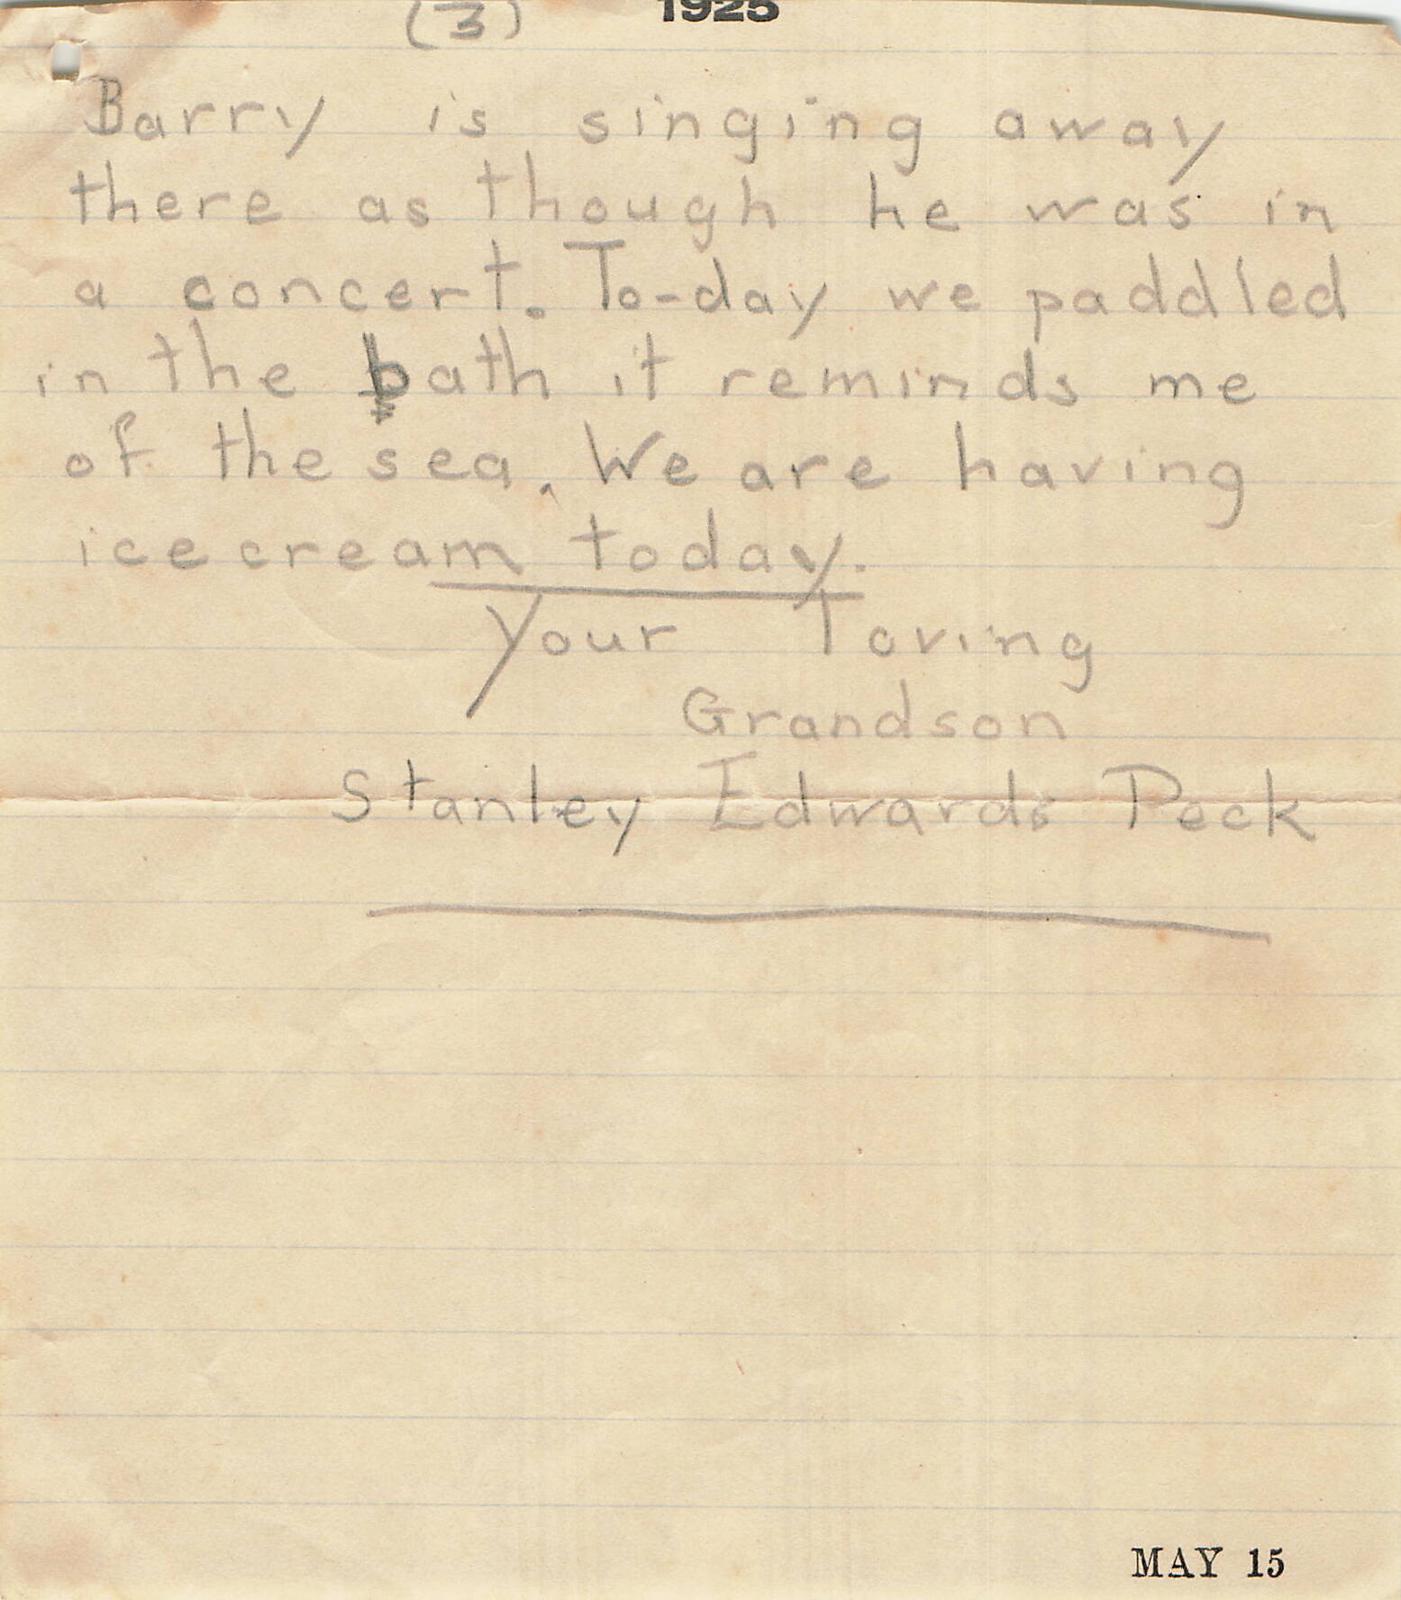 (3) 1925
Barry is singing away
there as though he was in
a concert. To-day we paddled
in the bath it reminds me
of the sea. We are having
icecream today.
Your Loving
Grandson
Stanley Edwards Peck
MAY 15